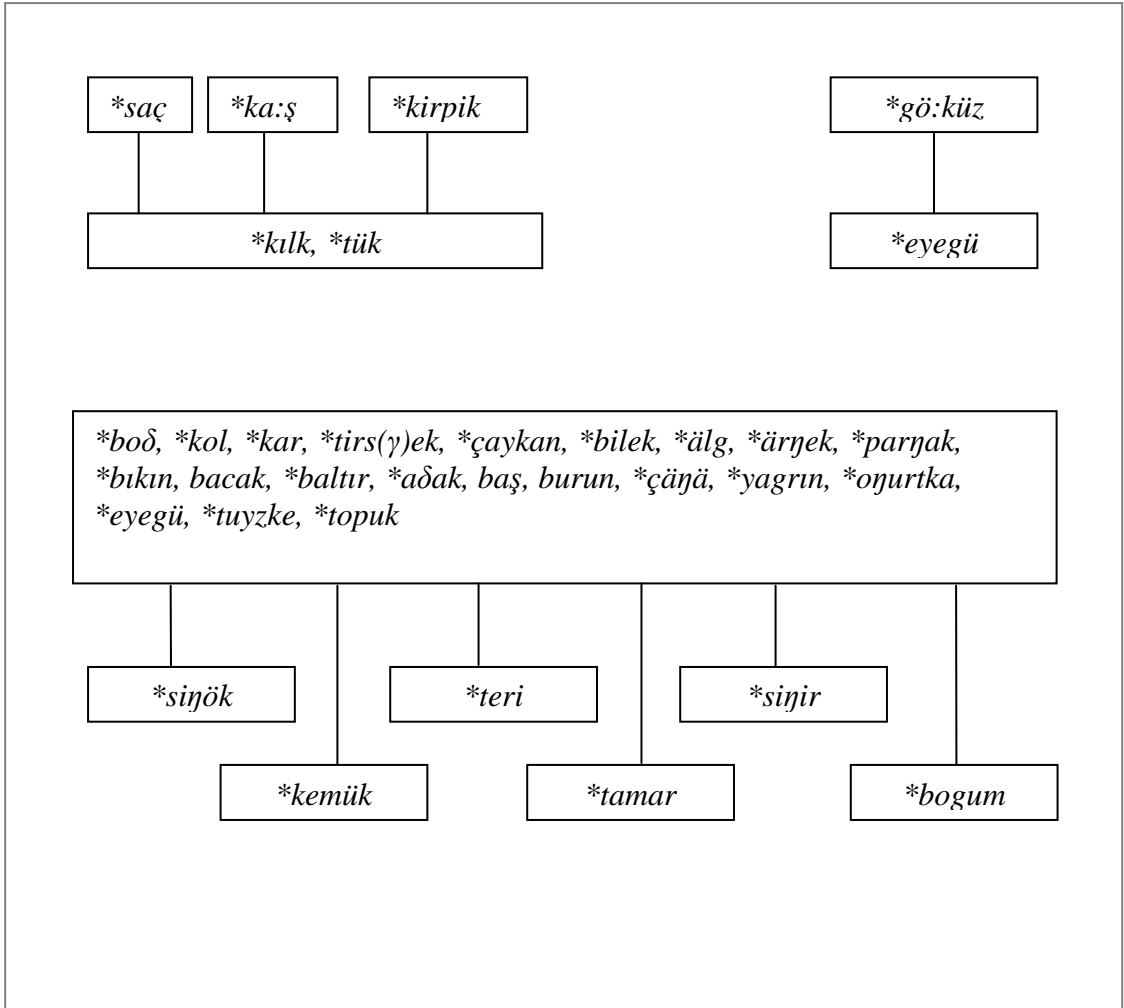 *saç
*ka:ş
*kirpik
*gö:küz
*kılk, *tük
*eyegü
*boδ, *kol, *kar, *tirs(γ)ek, *çaykan, *bilek, *älg, *ärŋek, *parŋak,
*bıkın, bacak, *baltır, *aδak, baş, burun, *çäŋä, *yagrın, *oŋurtka,
*eyegü, *tuyzke, *topuk
*siŋök
*teri
*siŋir
*kemük
*tamar
*bogum